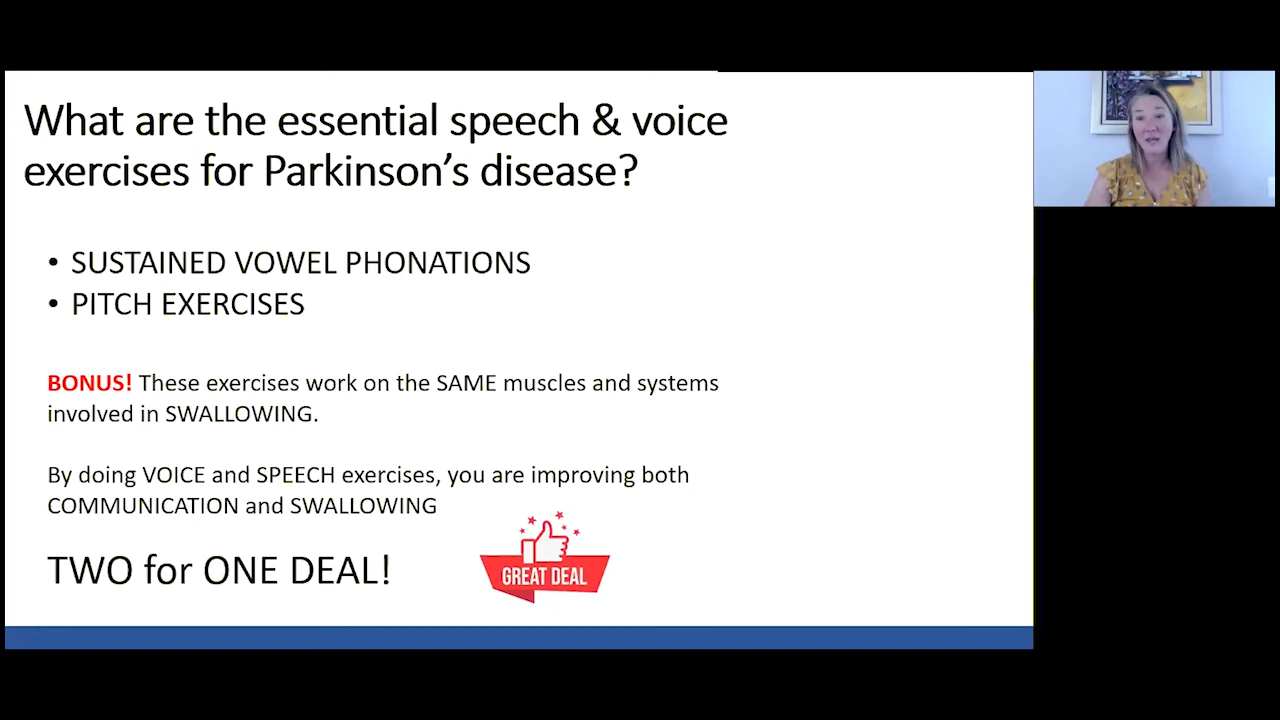 What are the essential speech & voice
exercises for Parkinson's disease?
• SUSTAINED VOWEL PHONATIONS
• PITCH EXERCISES
BONUS! These exercises work on the SAME muscles and systems
involved in SWALLOWING.
By doing VOICE and SPEECH exercises, you are improving both
COMMUNICATION and SWALLOWING
TWO for ONE DEAL!
GREAT DEAL